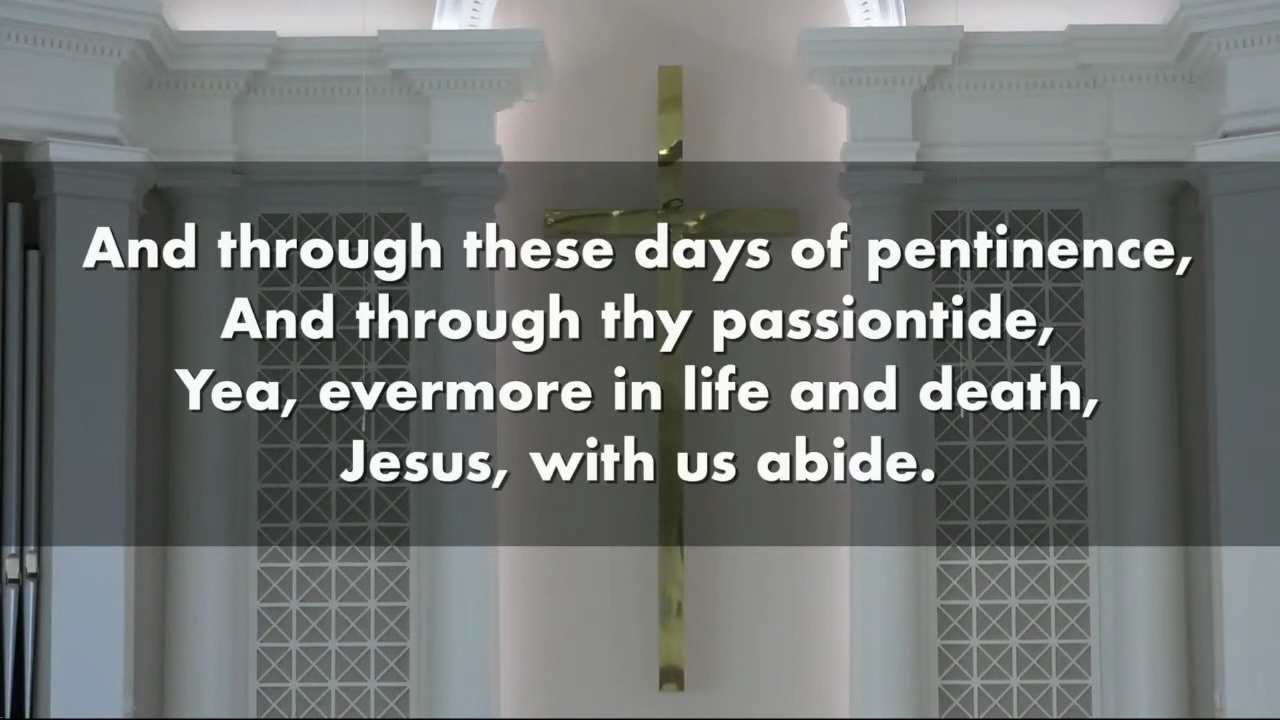 And through these days of pentinence,
And through thy passiontide,
Yea, evermore in life and death,
Jesus, with us abide.